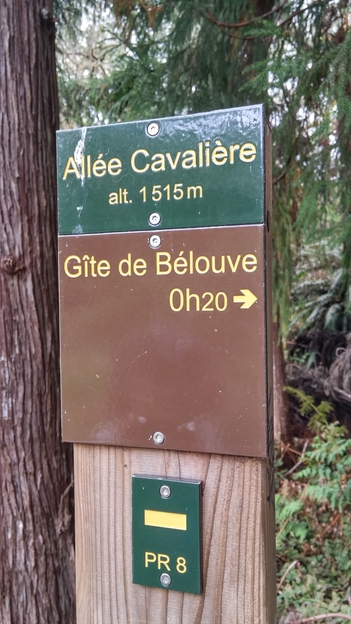 Allée Cavalière
alt. 1515m
Gîte de Bélouve
0h20 →
PR 8